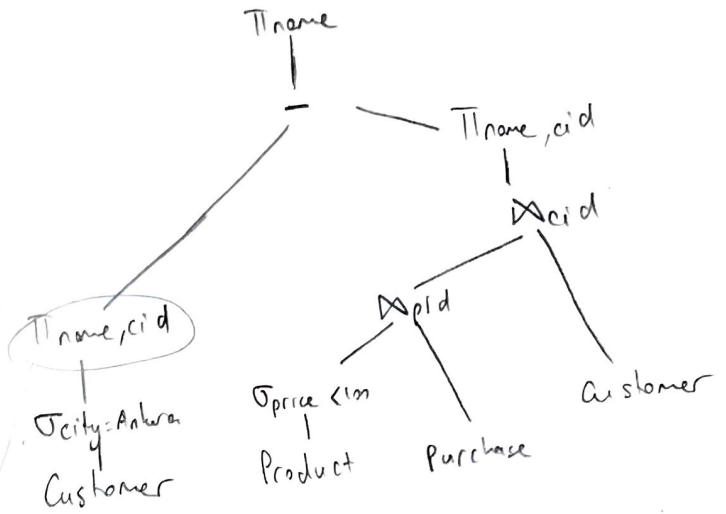 Πname
−
Πname, cid
⋈cid
Πname, cid
⋈pid
σprice <100
Customer
σcity=Ankara
Product
Purchase
Customer